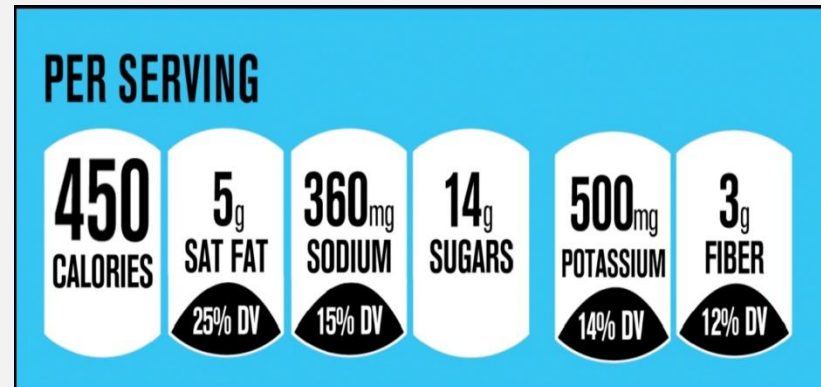 PER SERVING
450
CALORIES
5g
SAT FAT
25% DV
360mg
SODIUM
15% DV
14g
SUGARS
500mg
POTASSIUM
14% DV
3g
FIBER
12% DV